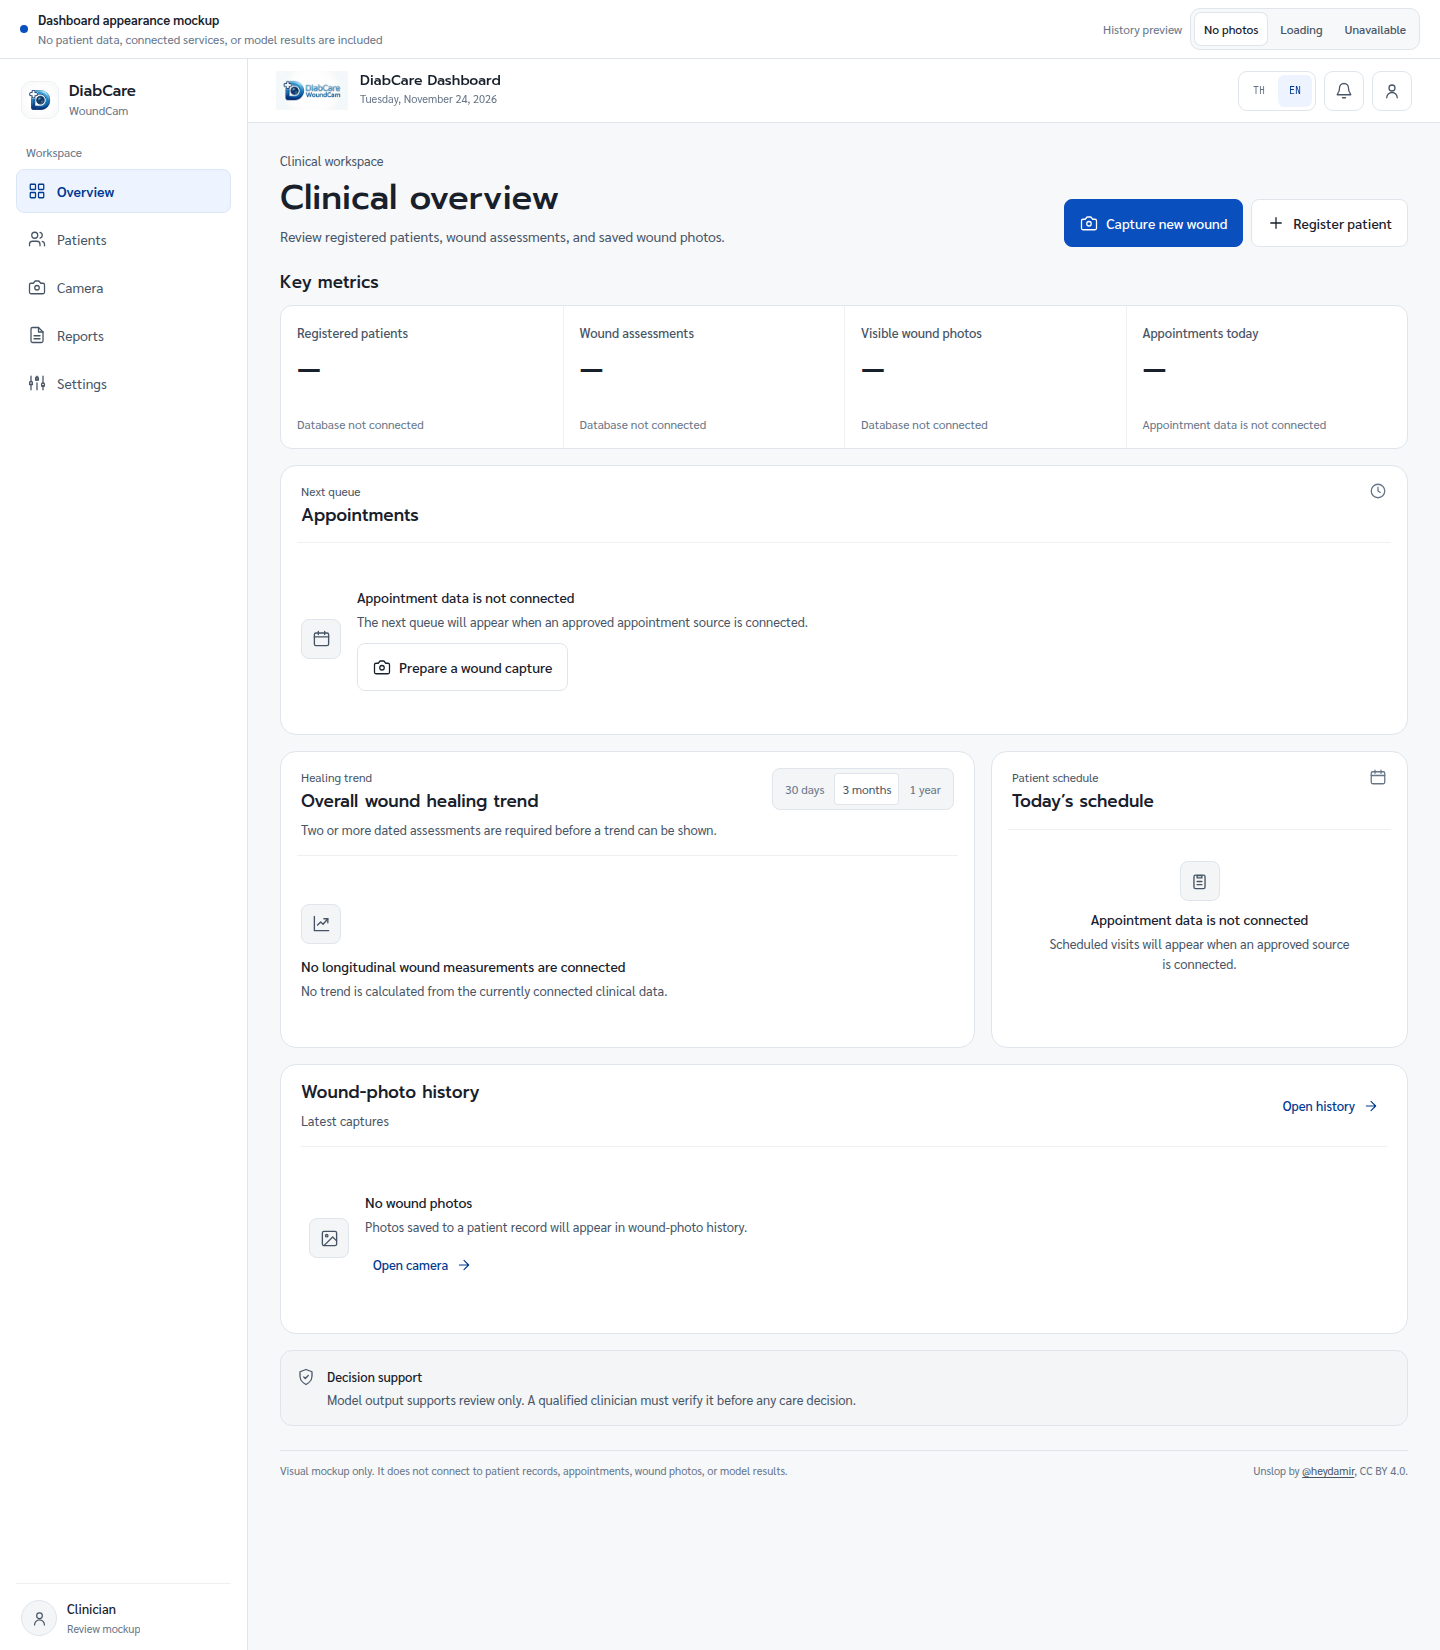 Dashboard appearance mockup
No patient data, connected services, or model results are included
History preview
No photos
Loading
Unavailable
DiabCare
WoundCam
Workspace
Overview
Patients
Camera
Reports
Settings
DiabCare
WoundCam
DiabCare Dashboard
Tuesday, November 24, 2026
TH
EN
Clinical workspace
Clinical overview
Review registered patients, wound assessments, and saved wound photos.
Capture new wound
Register patient
Key metrics
Registered patients
—
Database not connected
Wound assessments
—
Database not connected
Visible wound photos
—
Database not connected
Appointments today
—
Appointment data is not connected
Next queue
Appointments
Appointment data is not connected
The next queue will appear when an approved appointment source is connected.
Prepare a wound capture
Healing trend
Overall wound healing trend
Two or more dated assessments are required before a trend can be shown.
30 days
3 months
1 year
No longitudinal wound measurements are connected
No trend is calculated from the currently connected clinical data.
Patient schedule
Today's schedule
Appointment data is not connected
Scheduled visits will appear when an approved source
is connected.
Wound-photo history
Latest captures
Open history
No wound photos
Photos saved to a patient record will appear in wound-photo history.
Open camera
Decision support
Model output supports review only. A qualified clinician must verify it before any care decision.
Visual mockup only. It does not connect to patient records, appointments, wound photos, or model results.
Unslop by @heydamir, CC BY 4.0.
Clinician
Review mockup